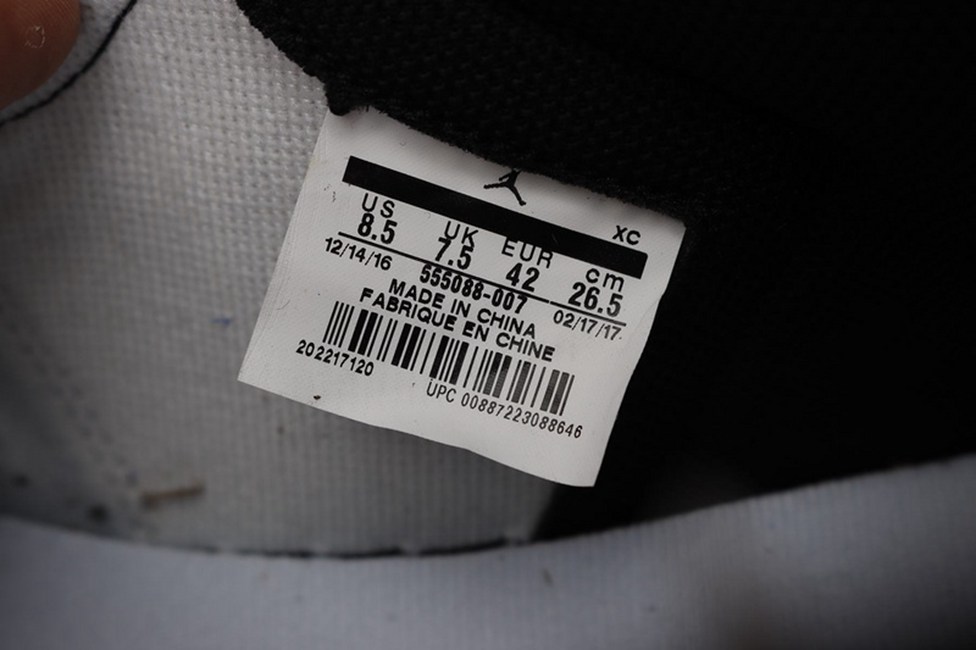 XC
US UK EUR cm
8.5 7.5 42 26.5
12/14/16 555088-007 02/17/17
MADE IN CHINA
FABRIQUE EN CHINE
202217120
UPC 00887223088646